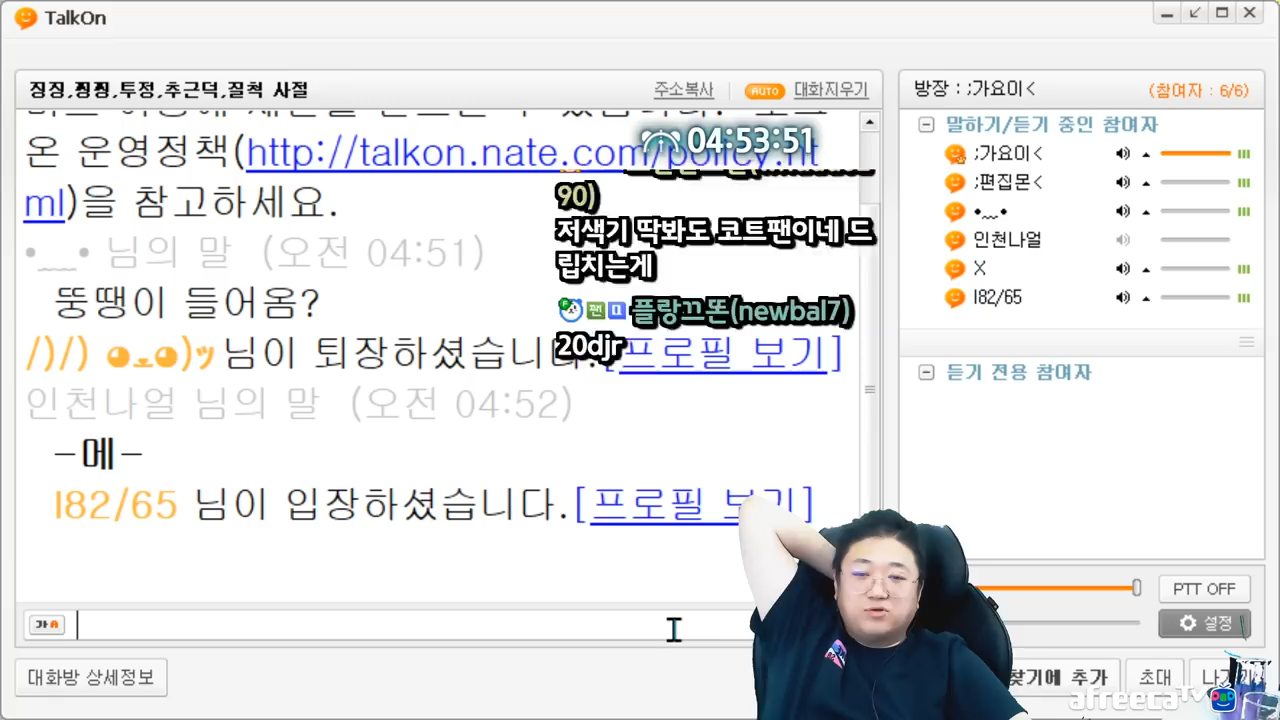 TalkOn
징징,찡찡,투정,추근덕,질척 사절
주소복사
AUTO
대화지우기
온 운영정책(http://talkon.nate.com/policy.ht
ml)을 참고하세요.
•﹏• 님의 말 (오전 04:51)
뚱땡이 들어옴?
님이 퇴장하셨습니다.[프로필 보기]
인천나얼 님의 말 (오전 04:52)
-메-
I82/65 님이 입장하셨습니다.[프로필 보기]
가A
대화방 상세정보
04:53:51
90)
저색기 딱봐도 코트팬이네 드
립치는게
F 팬 플랑끄똔(newbal7)
20djr
방장 : ;가요미<
(참여자 : 6/6)
말하기/듣기 중인 참여자
;가요미<
;편집몬<
•﹏•
인천나얼
X
I82/65
듣기 전용 참여자
PTT OFF
설정
찾기에 추가
초대
afreecaTV